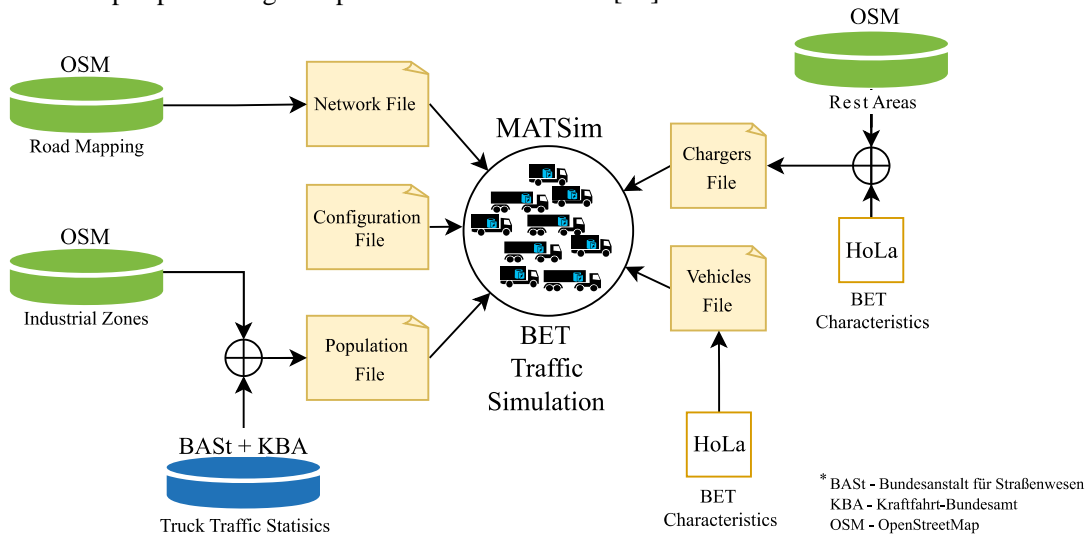 OSM
Road Mapping
Network File
MATSim
OSM
Rest Areas
Chargers
File
Configuration
File
HoLa
BET
Characteristics
OSM
Industrial Zones
Vehicles
File
Population
File
BET
Traffic
Simulation
BASt + KBA
Truck Traffic Statisics
HoLa
BET
Characteristics
* BASt - Bundesanstalt für Straßenwesen
KBA - Kraftfahrt-Bundesamt
OSM - OpenStreetMap